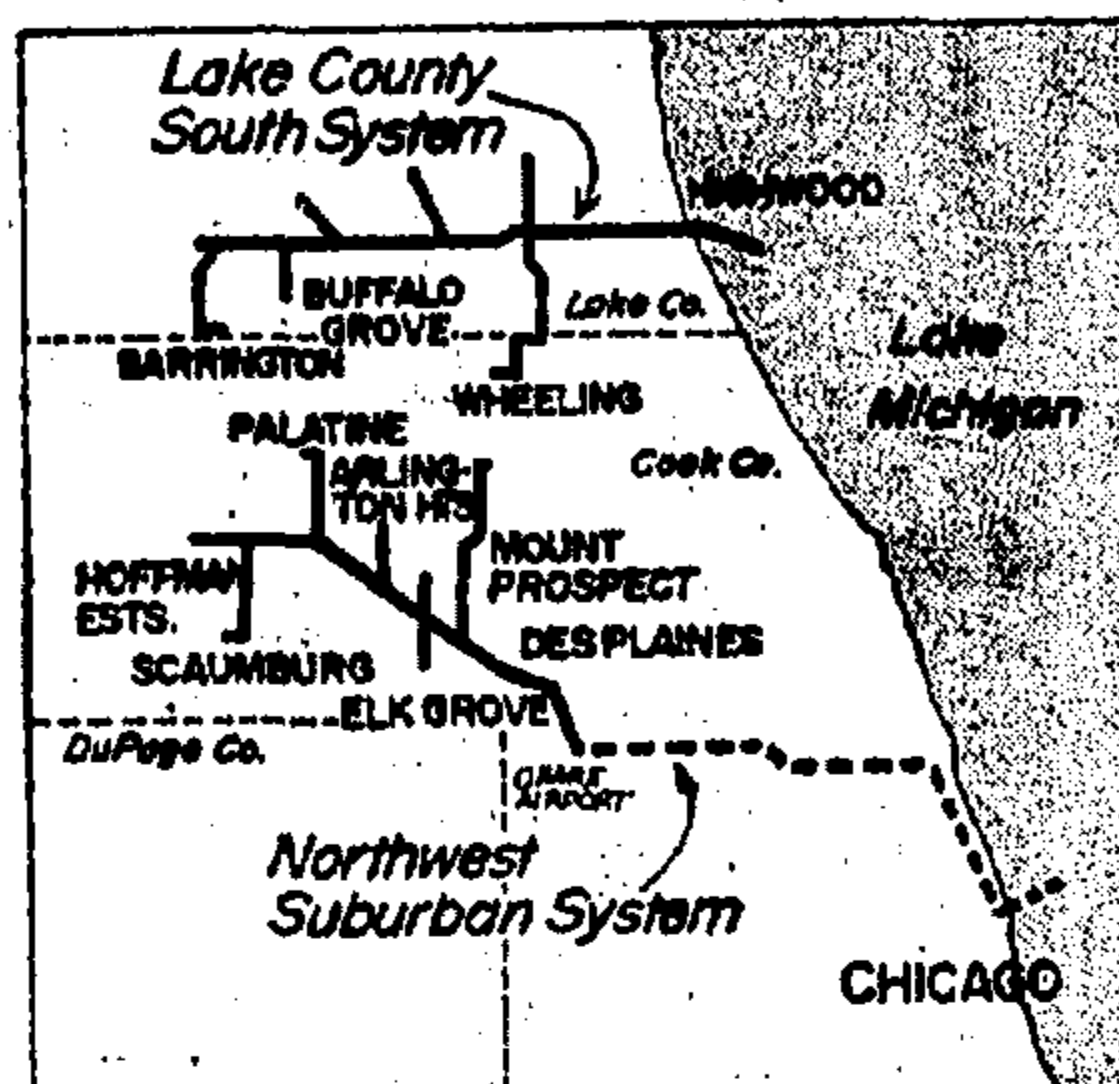 Lake County
South System
HIGHWOOD
BUFFALO
GROVE
Lake Co.
BARRINGTON
Lake
Michigan
WHEELING
PALATINE
ARLING-
TON HTS
Cook Co.
HOFFMAN
ESTS.
MOUNT
PROSPECT
SCAUMBURG
DES PLAINES
ELK GROVE
DuPage Co.
O'HARE
AIRPORT
Northwest
Suburban System
CHICAGO